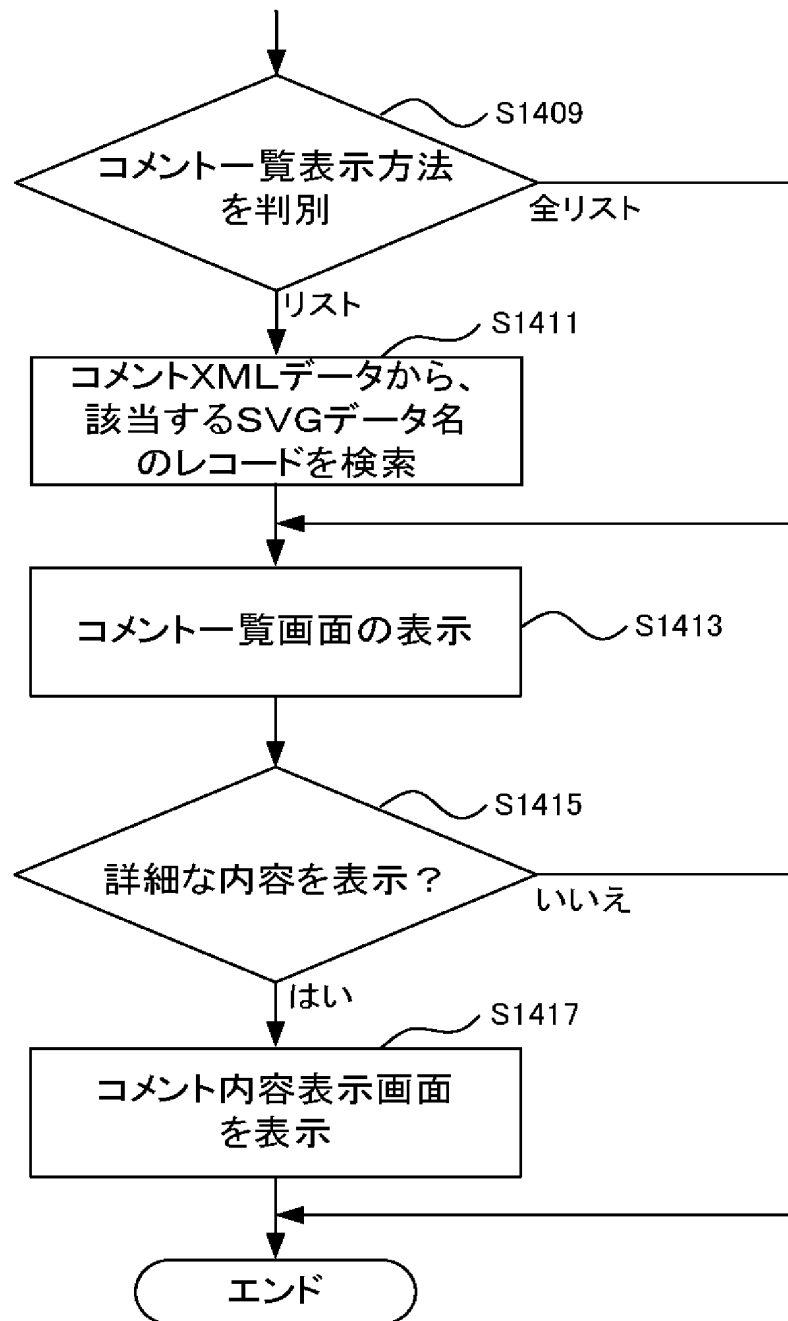 S1409
コメント一覧表示方法
を判別
全リスト
リスト
S1411
コメントXMLデータから、
該当するSVGデータ名
のレコードを検索
コメント一覧画面の表示
S1413
S1415
詳細な内容を表示？
いいえ
はい
S1417
コメント内容表示画面
を表示
エンド